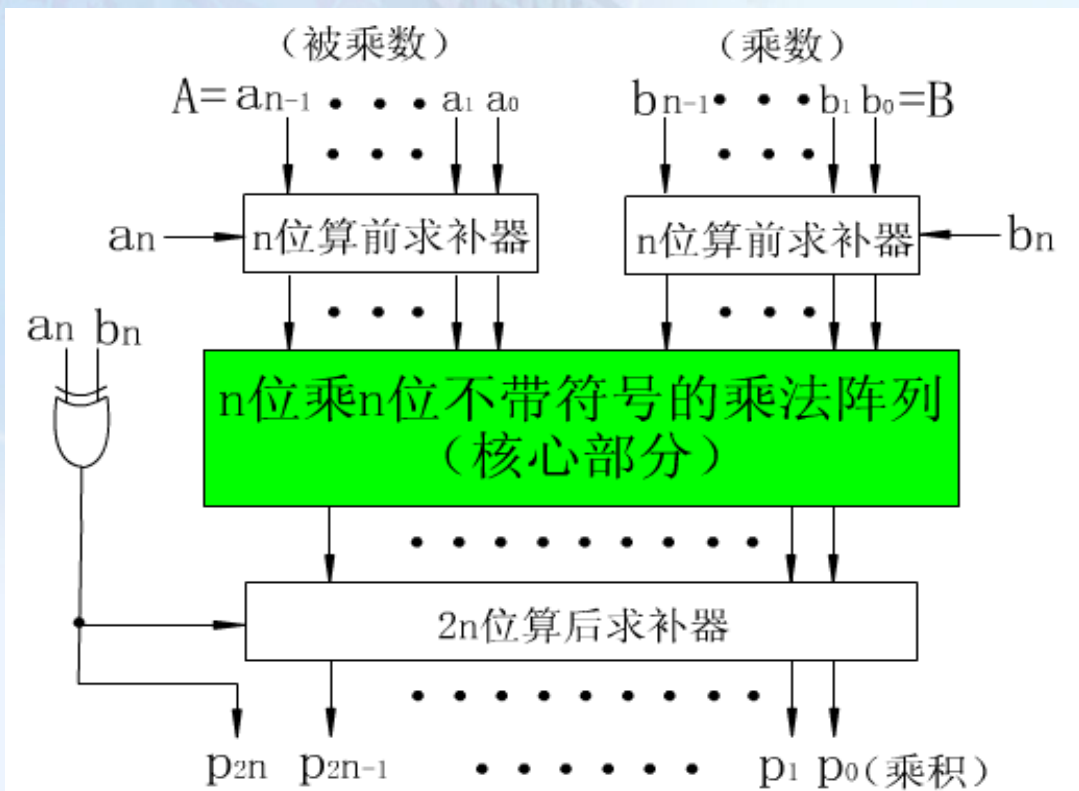 （被乘数） （乘数）
A=an-1 • • • a1 a0 bn-1 • • • b1 b0=B
• • • • • •
an n位算前求补器 n位算前求补器 bn
• • • • • •
an bn
n位乘n位不带符号的乘法阵列
（核心部分）
• • • • • • • • •
2n位算后求补器
• • • • • • • • •
p2n p2n-1 • • • • • • p1 p0(乘积）